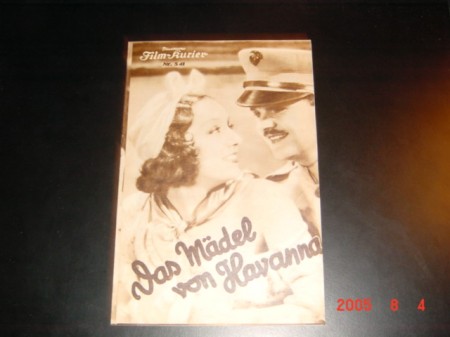 Film-Kurier
Das Mädel
von Havanna
2005 8 4